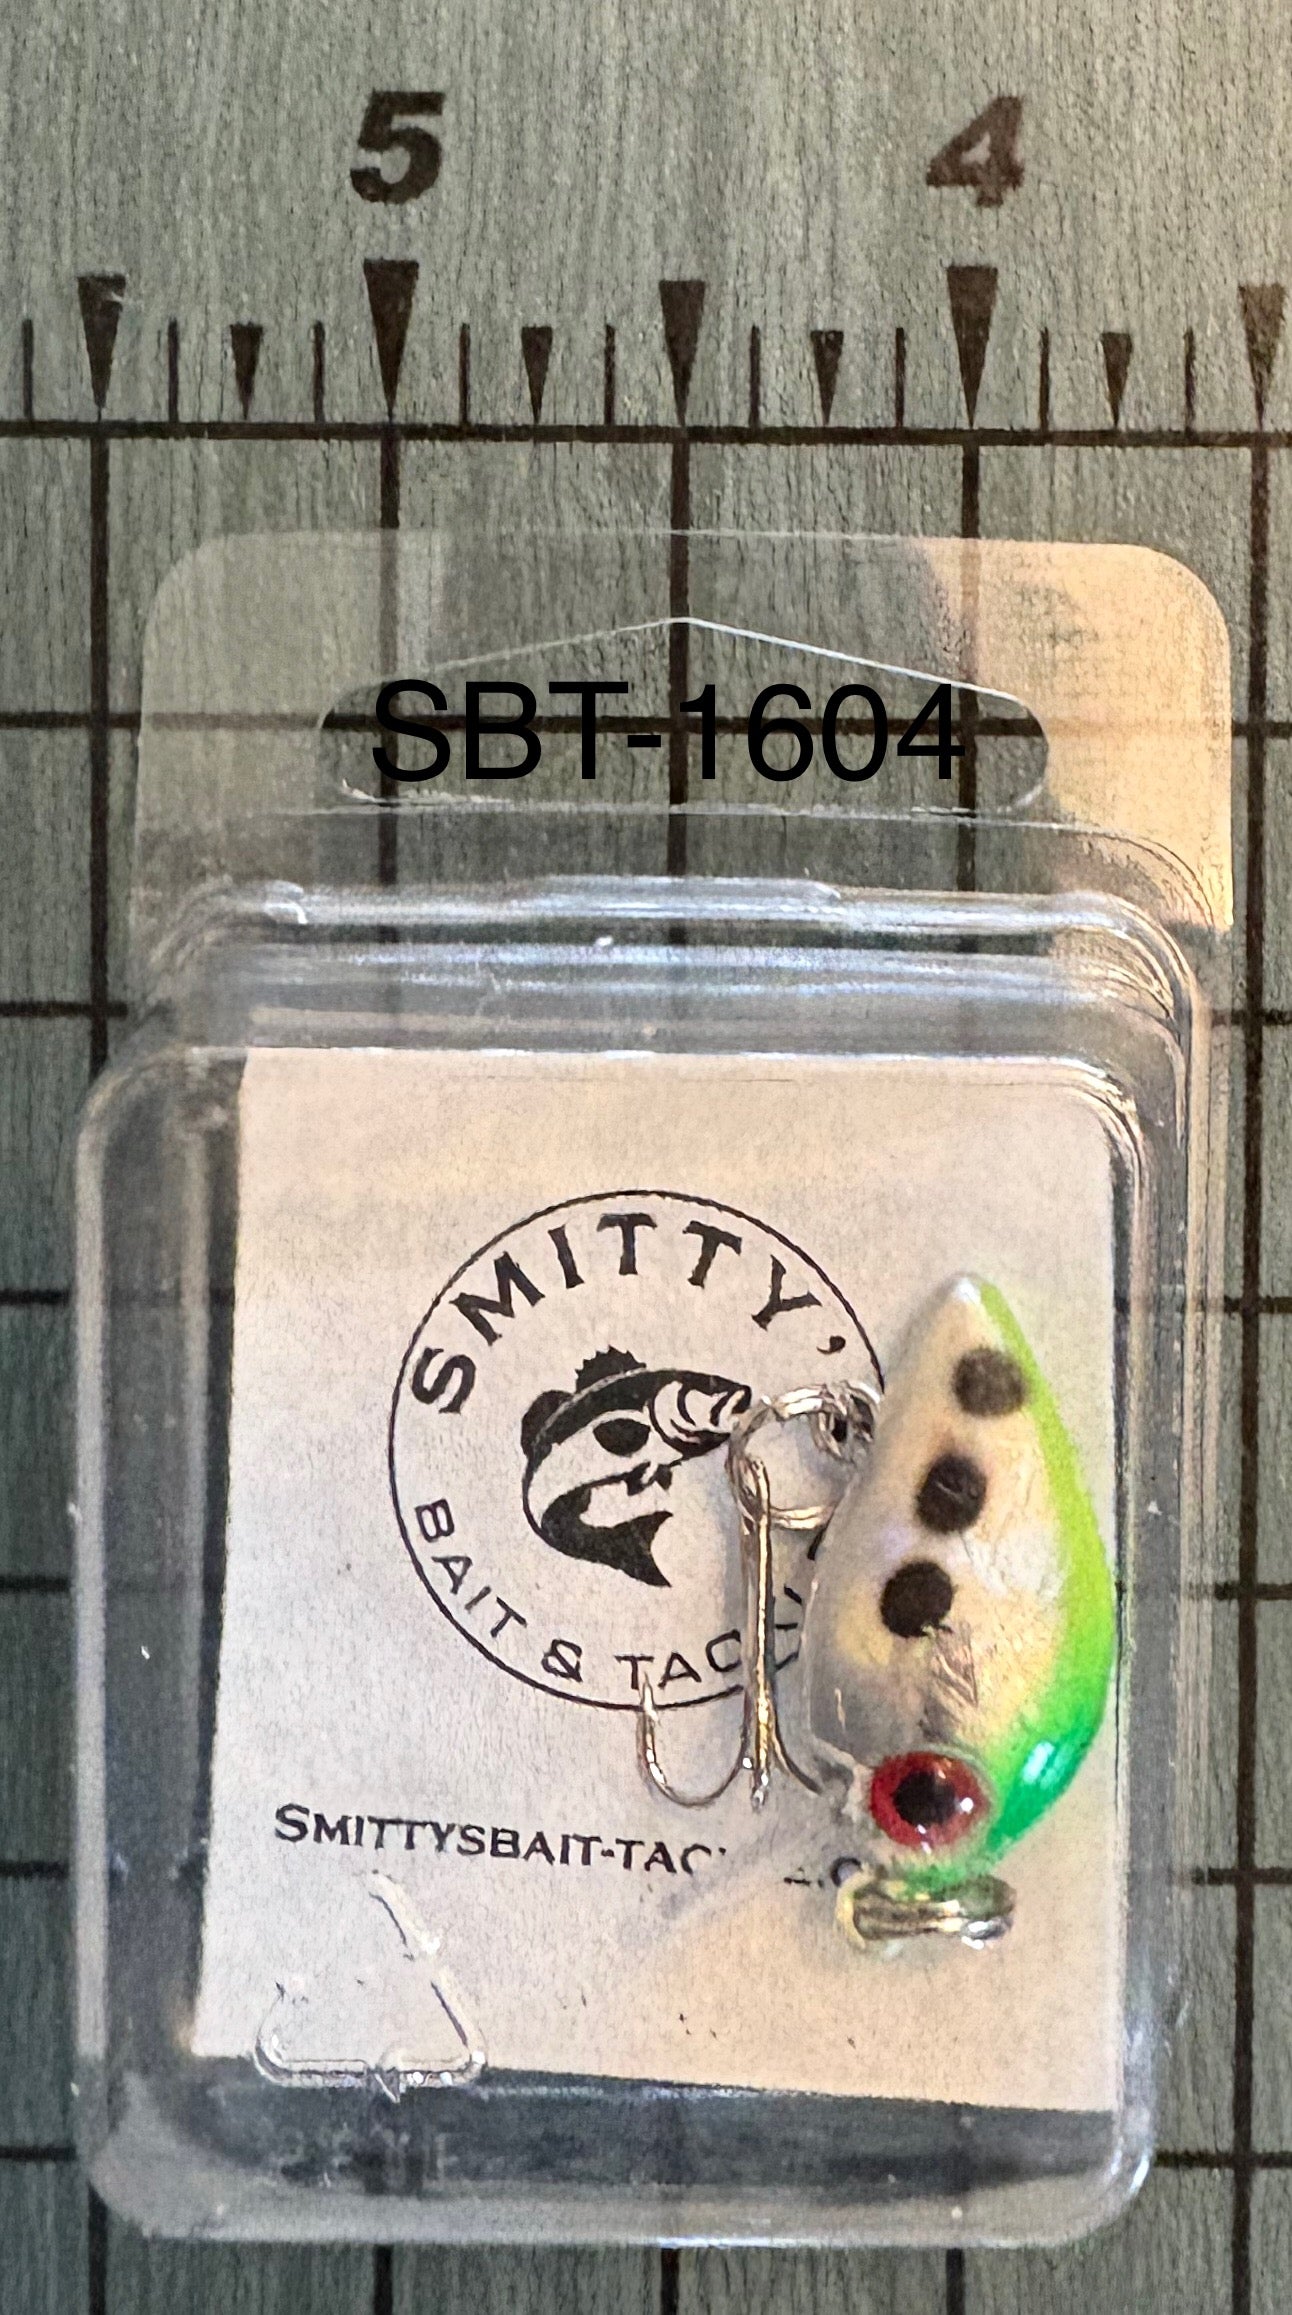 5 4
SBT-1604
SMITTY'
BAIT & TAC
SMITTYSBAIT-TAC